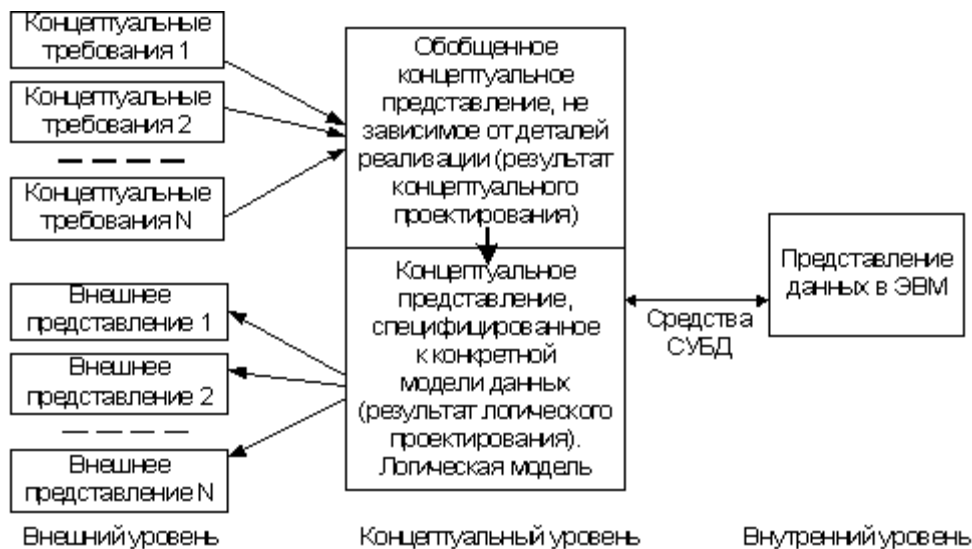 Концептуальные
требования 1
Концептуальные
требования 2
Концептуальные
требования N
Внешнее
представление 1
Внешнее
представление 2
Внешнее
представление N
Внешний уровень
Обобщенное
концептуальное
представление, не
зависимое от деталей
реализации (результат
концептуального
проектирования)
Концептуальное
представление,
специфицированное
к конкретной
модели данных
(результат логического
проектирования).
Логическая модель
Концептуальный уровень
Средства
СУБД
Представление
данных в ЭВМ
Внутренний уровень